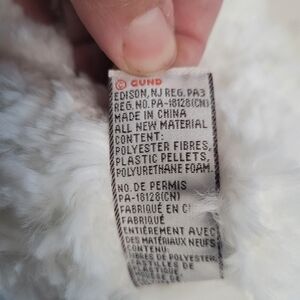 © GUND
EDISON, NJ REG. PA3
REG. NO. PA-18128(CN)
MADE IN CHINA
ALL NEW MATERIAL
CONTENT:
POLYESTER FIBRES,
PLASTIC PELLETS,
POLYURETHANE FOAM.
NO. DE PERMIS
PA-18128(CN)
FABRIQUÉ EN
FABRIQUÉ
ENTIÈREMENT AVEC
DES MATÉRIAUX NEUFS
CONTENU:
FIBRES DE POLYESTER,
PLASTIQUE